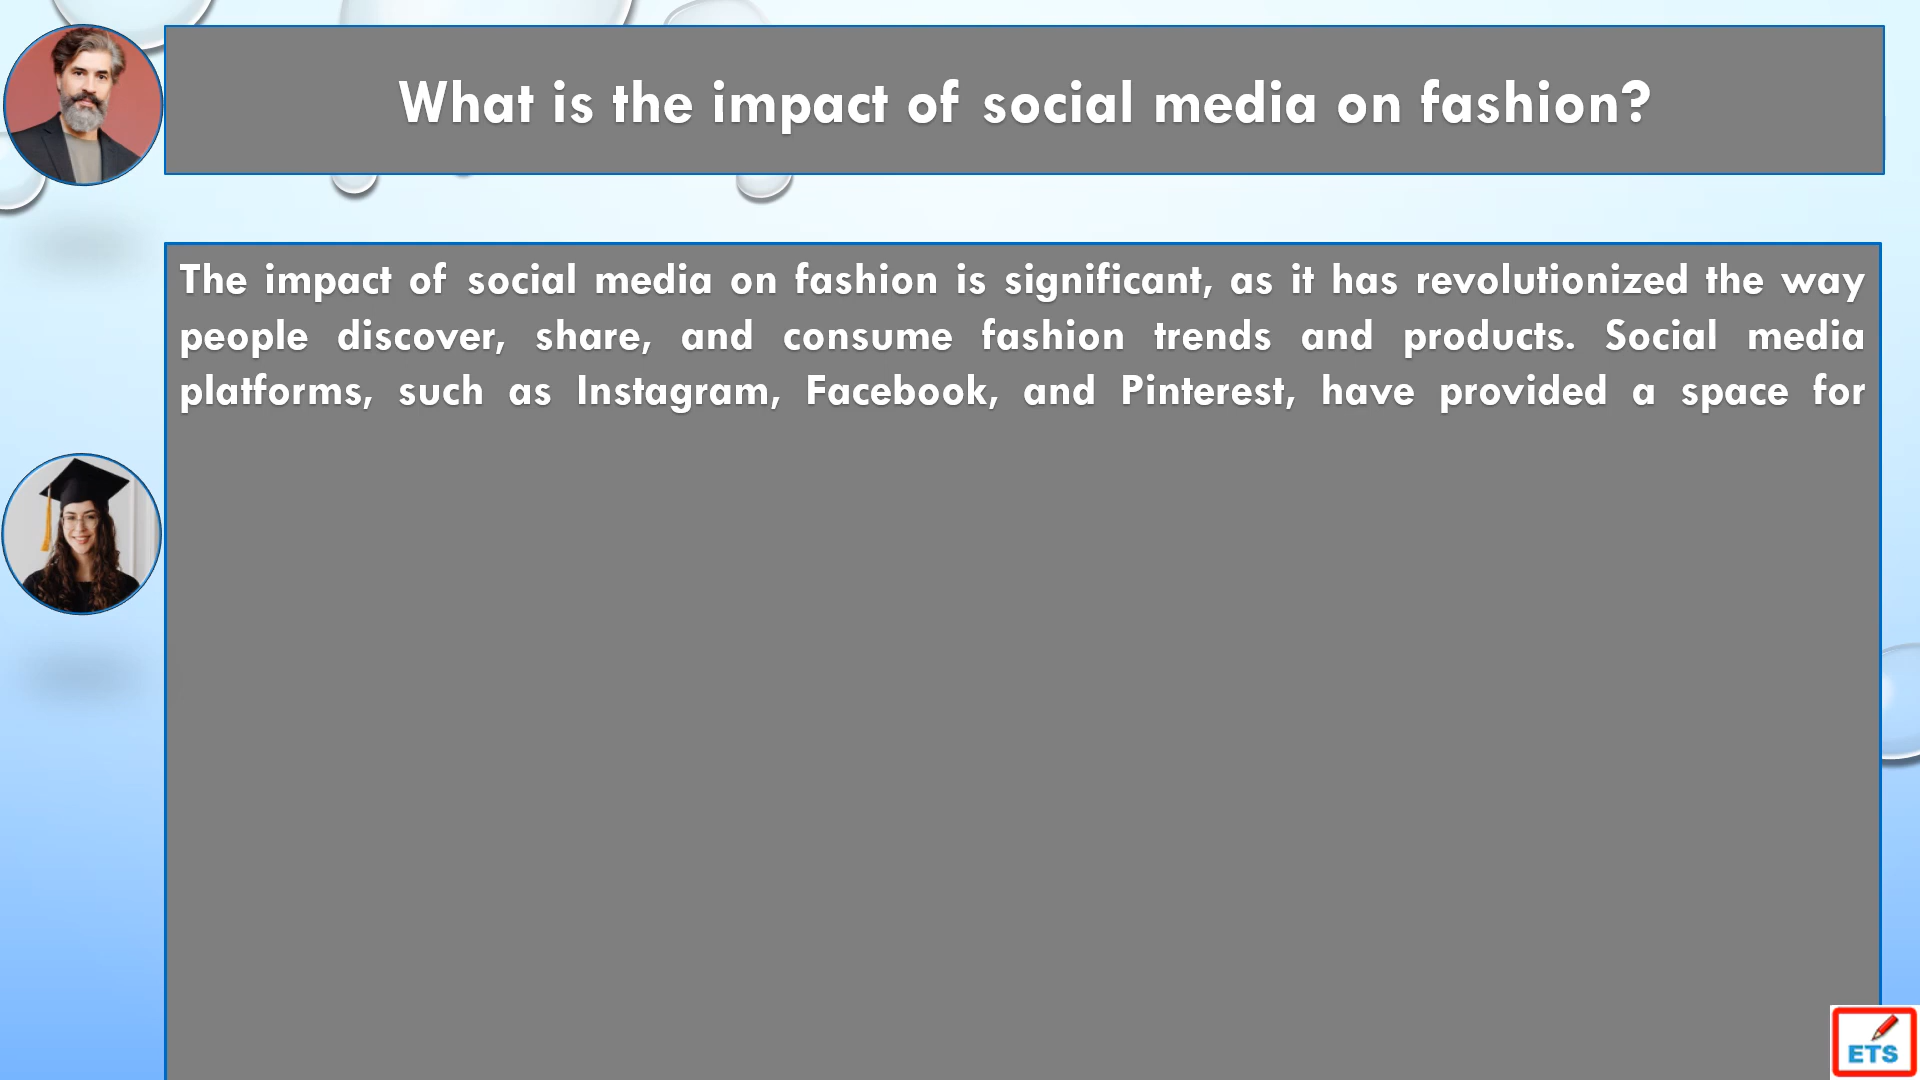 What is the impact of social media on fashion?
The impact of social media on fashion is significant, as it has revolutionized the way
people discover, share, and consume fashion trends and products. Social media
platforms, such as Instagram, Facebook, and Pinterest, have provided a space for
ETS